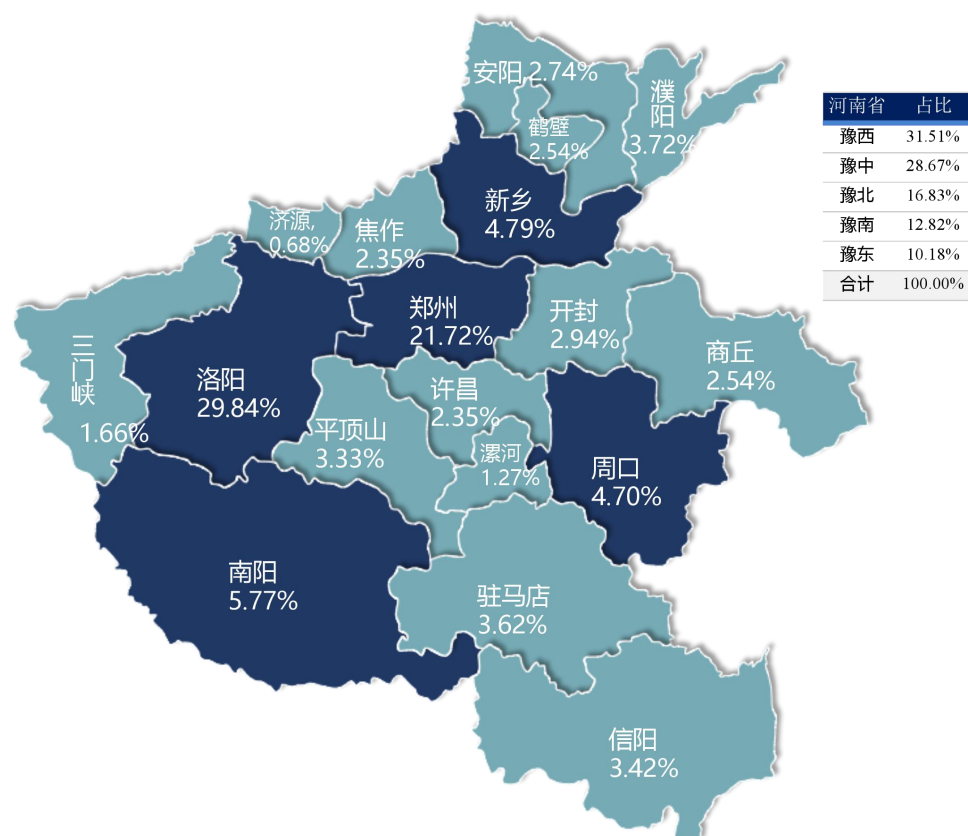 安阳,2.74%
濮
阳
3.72%
鹤壁
2.54%
新乡
4.79%
济源,
0.68%
焦作
2.35%
郑州
21.72%
开封
2.94%
商丘
2.54%
三
门
峡
1.66%
洛阳
29.84%
许昌
2.35%
平顶山
3.33%
漯河
1.27%
周口
4.70%
南阳
5.77%
驻马店
3.62%
信阳
3.42%
河南省 占比
豫西 31.51%
豫中 28.67%
豫北 16.83%
豫南 12.82%
豫东 10.18%
合计 100.00%